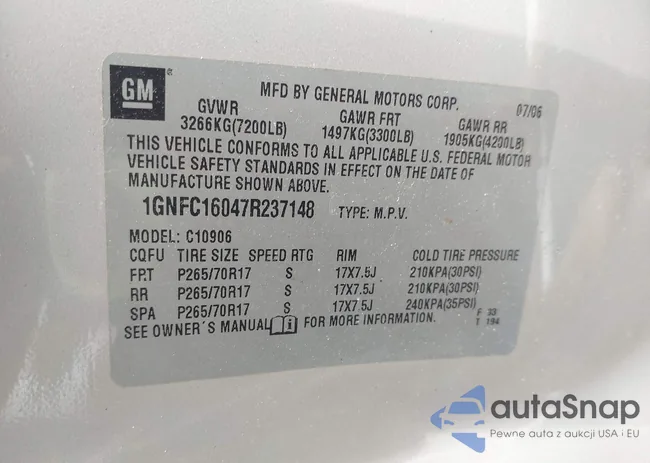 GM
MFD BY GENERAL MOTORS CORP. 07/06
GVWR GAWR FRT GAWR RR
3266KG(7200LB) 1497KG(3300LB) 1905KG(4200LB)
THIS VEHICLE CONFORMS TO ALL APPLICABLE U.S. FEDERAL MOTOR
VEHICLE SAFETY STANDARDS IN EFFECT ON THE DATE OF
MANUFACTURE SHOWN ABOVE.
1GNFC16047R237148 TYPE: M.P.V.
MODEL: C10906
CQFU TIRE SIZE SPEED RTG RIM COLD TIRE PRESSURE
FRT P265/70R17 S 17X7.5J 210KPA(30PSI)
RR P265/70R17 S 17X7.5J 210KPA(30PSI)
SPA P265/70R17 S 17X7.5J 240KPA(35PSI)
SEE OWNER´S MANUAL FOR MORE INFORMATION.
F 33
T 194
autaSnap
Pewne auta z aukcji USA i EU